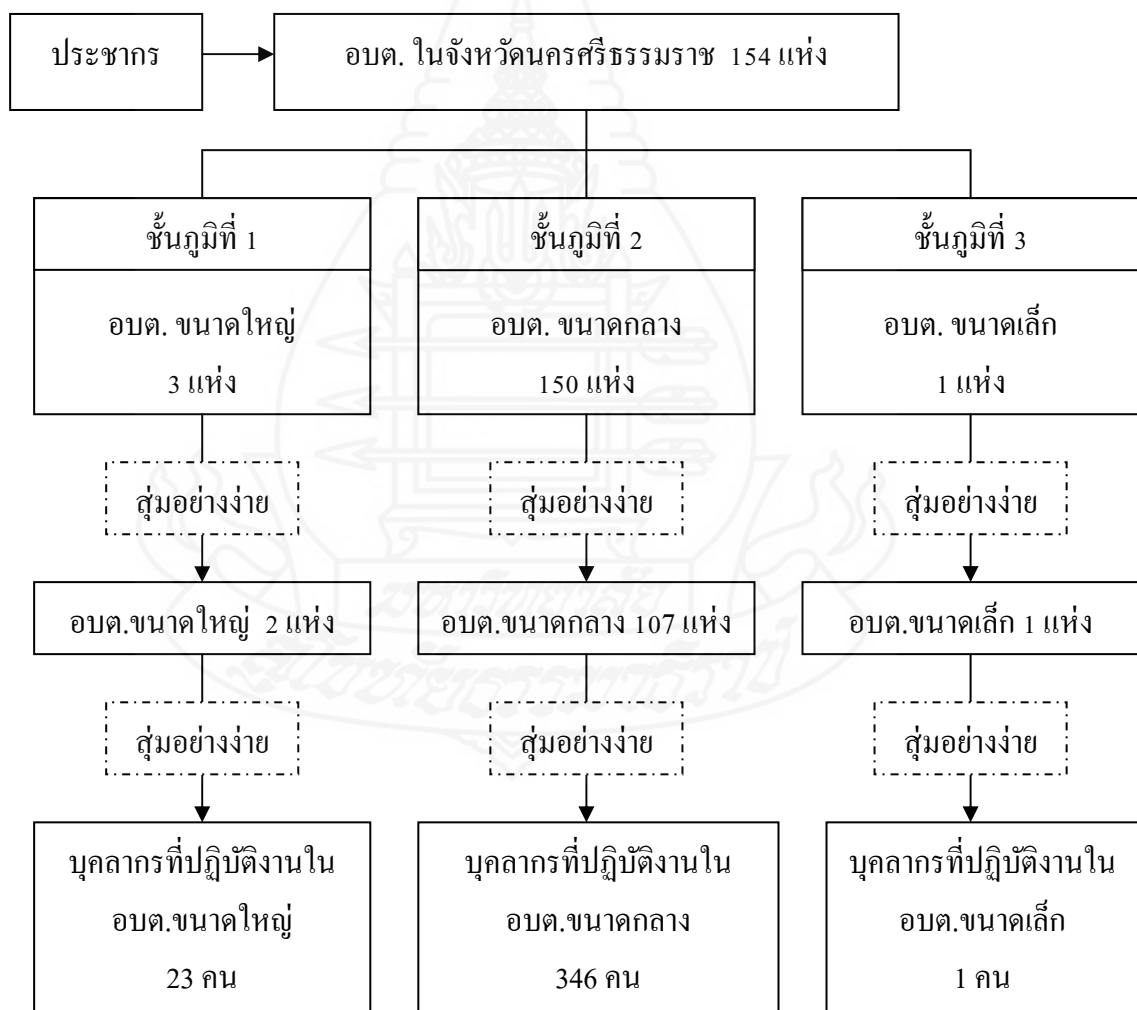 ประชากร
อบต. ในจังหวัดนครศรีธรรมราช 154 แห่ง
ชั้นภูมิที่ 1
อบต. ขนาดใหญ่
3 แห่ง
ชั้นภูมิที่ 2
อบต. ขนาดกลาง
150 แห่ง
ชั้นภูมิที่ 3
อบต. ขนาดเล็ก
1 แห่ง
สุ่มอย่างง่าย
สุ่มอย่างง่าย
สุ่มอย่างง่าย
อบต.ขนาดใหญ่ 2 แห่ง
อบต.ขนาดกลาง 107 แห่ง
อบต.ขนาดเล็ก 1 แห่ง
สุ่มอย่างง่าย
สุ่มอย่างง่าย
สุ่มอย่างง่าย
บุคลากรที่ปฏิบัติงานใน
อบต.ขนาดใหญ่
23 คน
บุคลากรที่ปฏิบัติงานใน
อบต.ขนาดกลาง
346 คน
บุคลากรที่ปฏิบัติงานใน
อบต.ขนาดเล็ก
1 คน